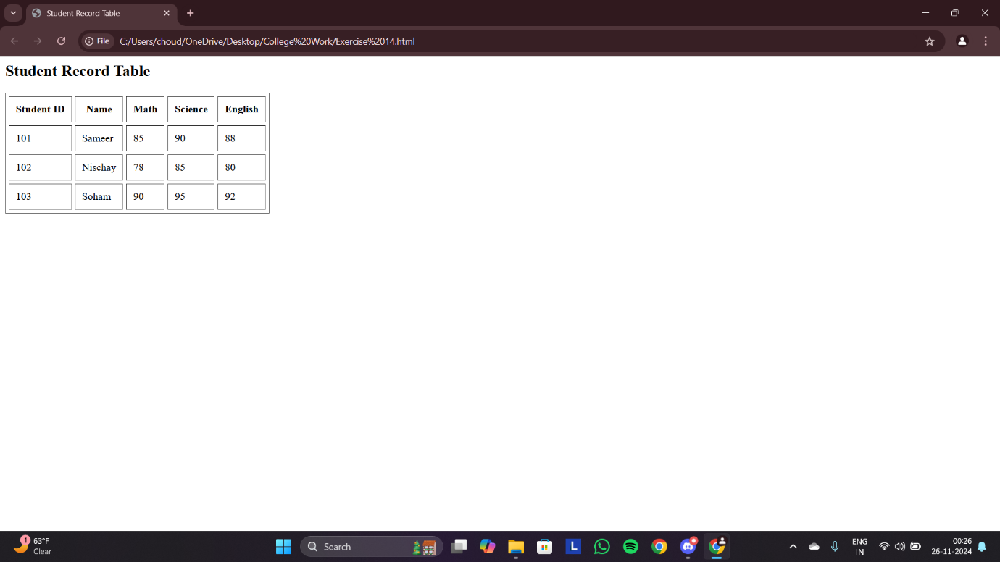 Student Record Table
File C:/Users/choud/OneDrive/Desktop/College%20Work/Exercise%2014.html
Student Record Table
Student ID Name Math Science English
101 Sameer 85 90 88
102 Nischay 78 85 80
103 Soham 90 95 92
1 63°F
Clear
Search
L
ENG
IN
00:26
26-11-2024